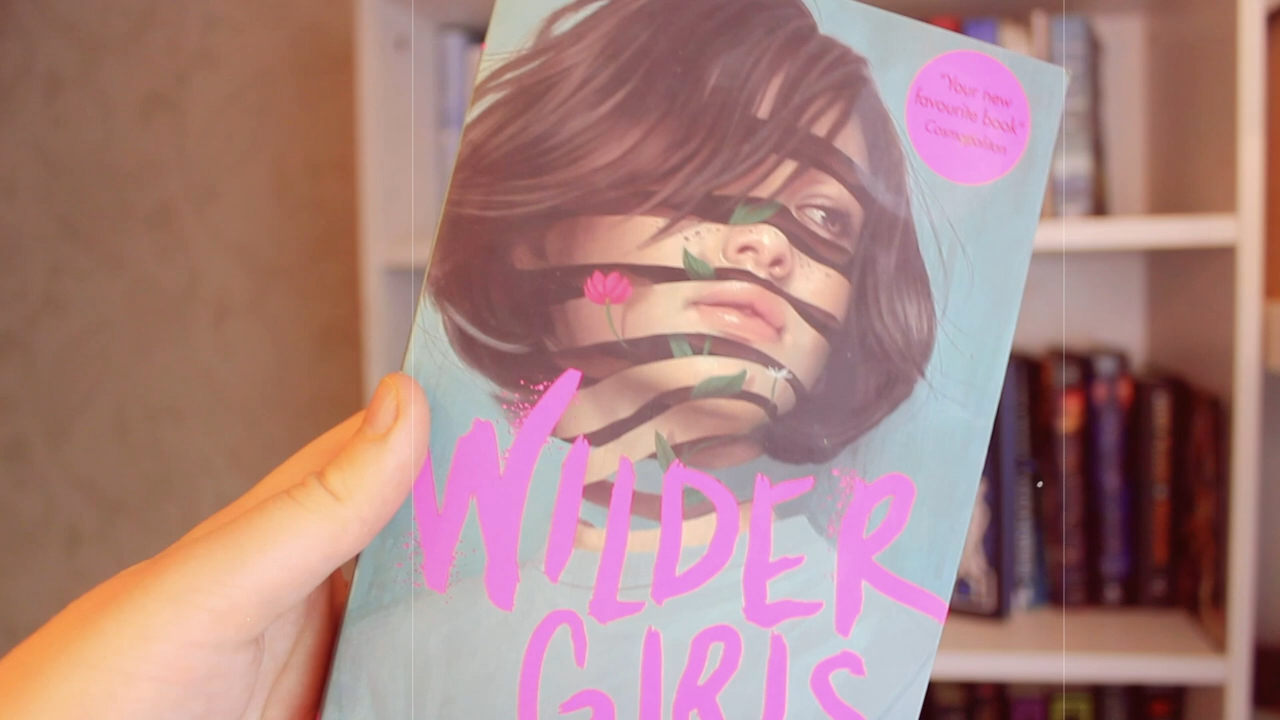 "Your new
favourite book"
Cosmopolitan
WILDER
GIRLS